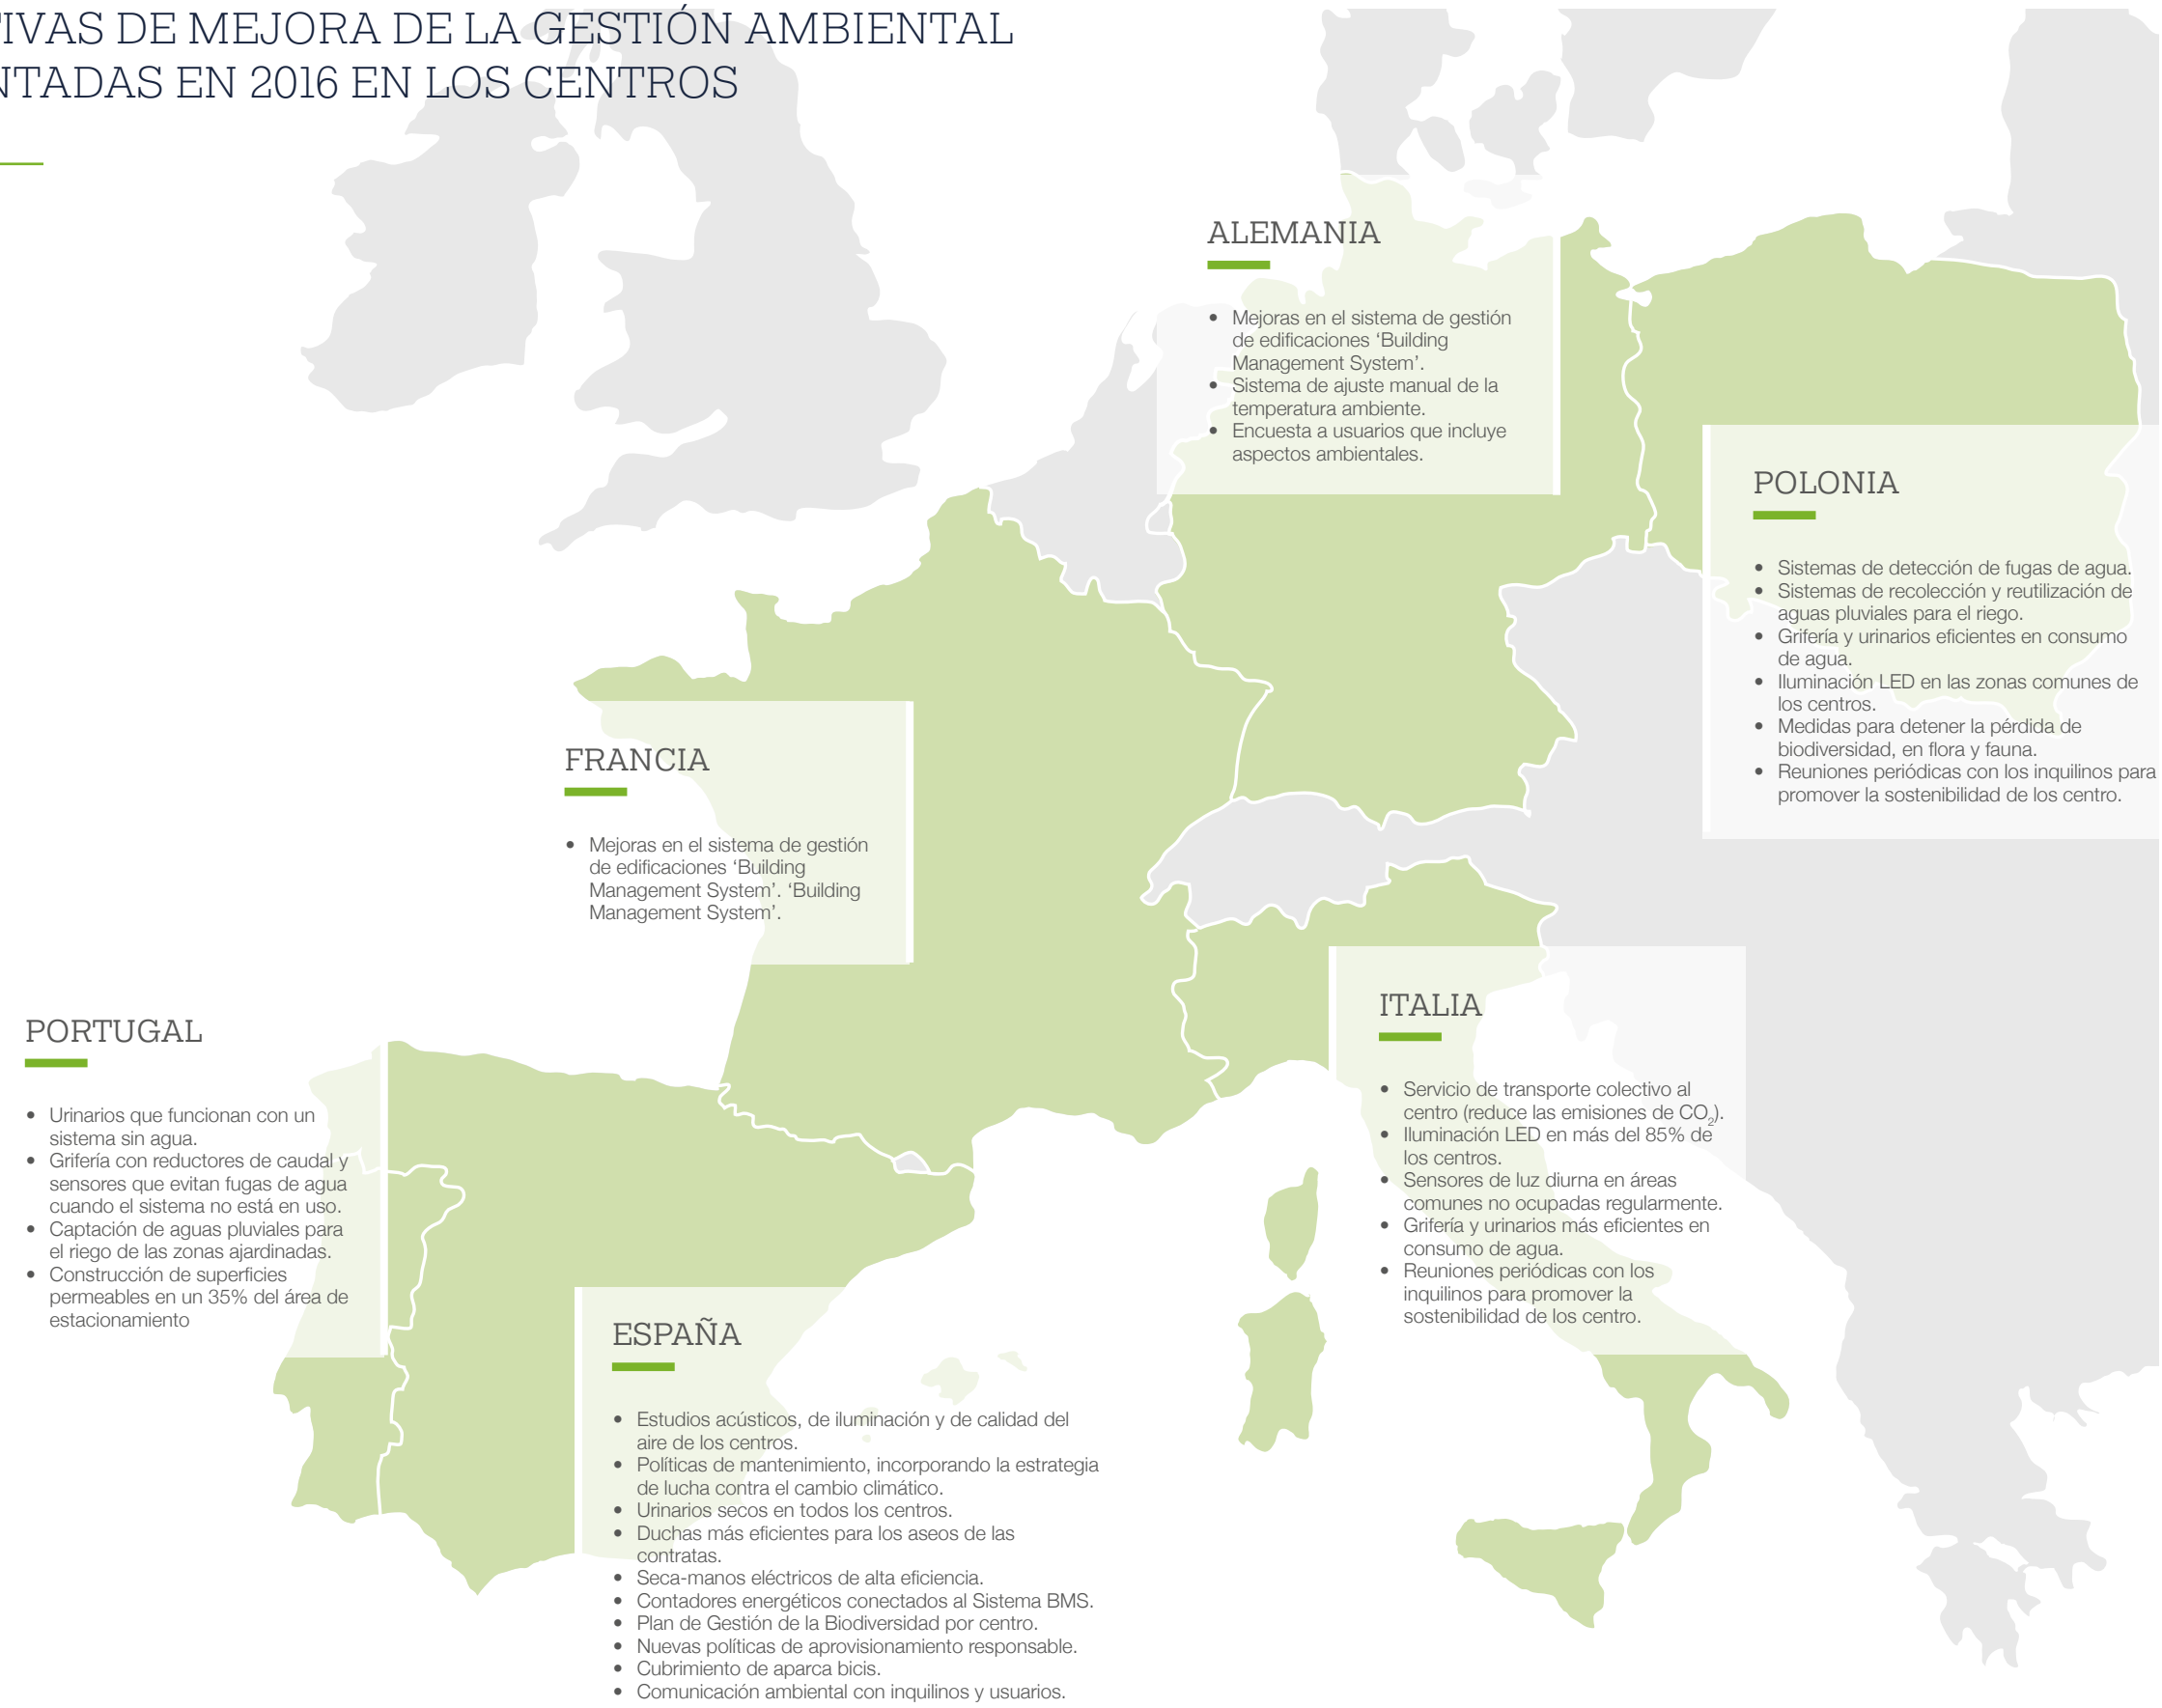 IVAS DE MEJORA DE LA GESTIÓN AMBIENTAL
NTADAS EN 2016 EN LOS CENTROS
ALEMANIA
• Mejoras en el sistema de gestión
de edificaciones ‘Building
Management System’.
• Sistema de ajuste manual de la
temperatura ambiente.
• Encuesta a usuarios que incluye
aspectos ambientales.
POLONIA
• Sistemas de detección de fugas de agua.
• Sistemas de recolección y reutilización de
aguas pluviales para el riego.
• Grifería y urinarios eficientes en consumo
de agua.
• Iluminación LED en las zonas comunes de
los centros.
• Medidas para detener la pérdida de
biodiversidad, en flora y fauna.
• Reuniones periódicas con los inquilinos para
promover la sostenibilidad de los centro.
FRANCIA
• Mejoras en el sistema de gestión
de edificaciones ‘Building
Management System’. ‘Building
Management System’.
ITALIA
• Servicio de transporte colectivo al
centro (reduce las emisiones de CO₂).
• Iluminación LED en más del 85% de
los centros.
• Sensores de luz diurna en áreas
comunes no ocupadas regularmente.
• Grifería y urinarios más eficientes en
consumo de agua.
• Reuniones periódicas con los
inquilinos para promover la
sostenibilidad de los centro.
PORTUGAL
• Urinarios que funcionan con un
sistema sin agua.
• Grifería con reductores de caudal y
sensores que evitan fugas de agua
cuando el sistema no está en uso.
• Captación de aguas pluviales para
el riego de las zonas ajardinadas.
• Construcción de superficies
permeables en un 35% del área de
estacionamiento
ESPAÑA
• Estudios acústicos, de iluminación y de calidad del
aire de los centros.
• Políticas de mantenimiento, incorporando la estrategia
de lucha contra el cambio climático.
• Urinarios secos en todos los centros.
• Duchas más eficientes para los aseos de las
contratas.
• Seca-manos eléctricos de alta eficiencia.
• Contadores energéticos conectados al Sistema BMS.
• Plan de Gestión de la Biodiversidad por centro.
• Nuevas políticas de aprovisionamiento responsable.
• Cubrimiento de aparca bicis.
• Comunicación ambiental con inquilinos y usuarios.